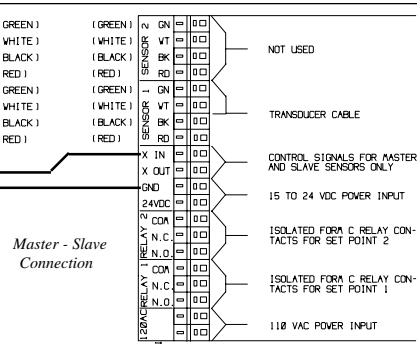 GREEN) (GREEN) GN
WHITE) (WHITE) WT
BLACK) (BLACK) BK
RED) (RED) RD
SENSOR 2
NOT USED
GREEN) (GREEN) GN
WHITE) (WHITE) WT
BLACK) (BLACK) BK
RED) (RED) RD
SENSOR 1
TRANSDUCER CABLE
X IN
X OUT
CONTROL SIGNALS FOR MASTER
AND SLAVE SENSORS ONLY
GND
24VDC
15 TO 24 VDC POWER INPUT
Master - Slave
Connection
RELAY 2
COM
N.C.
N.O.
ISOLATED FORM C RELAY CON-
TACTS FOR SET POINT 2
RELAY 1
COM
N.C.
N.O.
ISOLATED FORM C RELAY CON-
TACTS FOR SET POINT 1
120AC
110 VAC POWER INPUT